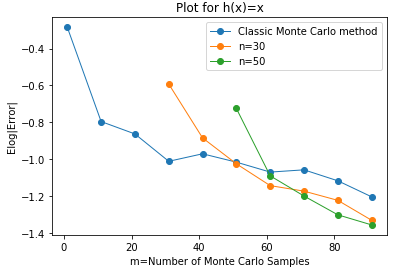 Plot for h(x)=x
Classic Monte Carlo method
n=30
n=50
Elog|Error|
−0.4
−0.6
−0.8
−1.0
−1.2
−1.4
0
20
40
60
80
m=Number of Monte Carlo Samples